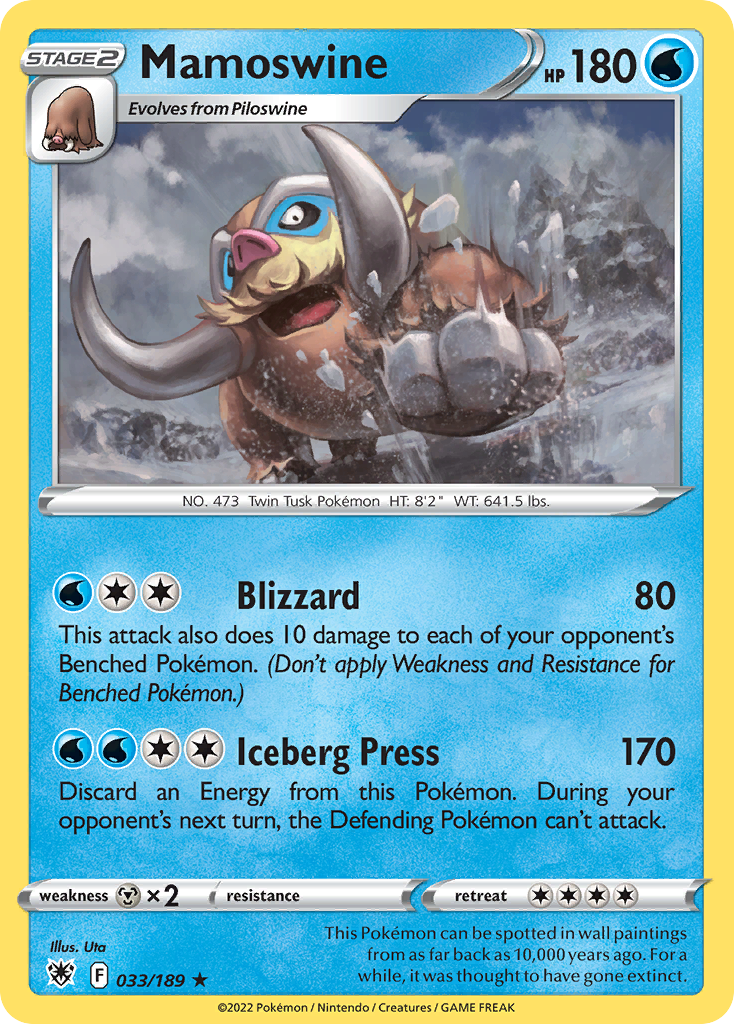 STAGE2 Mamoswine HP 180
Evolves from Piloswine
NO. 473 Twin Tusk Pokémon HT: 8'2" WT: 641.5 lbs.
Blizzard 80
This attack also does 10 damage to each of your opponent's
Benched Pokémon. (Don't apply Weakness and Resistance for
Benched Pokémon.)
Iceberg Press 170
Discard an Energy from this Pokémon. During your
opponent's next turn, the Defending Pokémon can't attack.
weakness ×2 resistance retreat
Illus. Uta
F 033/189 ★
This Pokémon can be spotted in wall paintings
from as far back as 10,000 years ago. For a
while, it was thought to have gone extinct.
©2022 Pokémon / Nintendo / Creatures / GAME FREAK